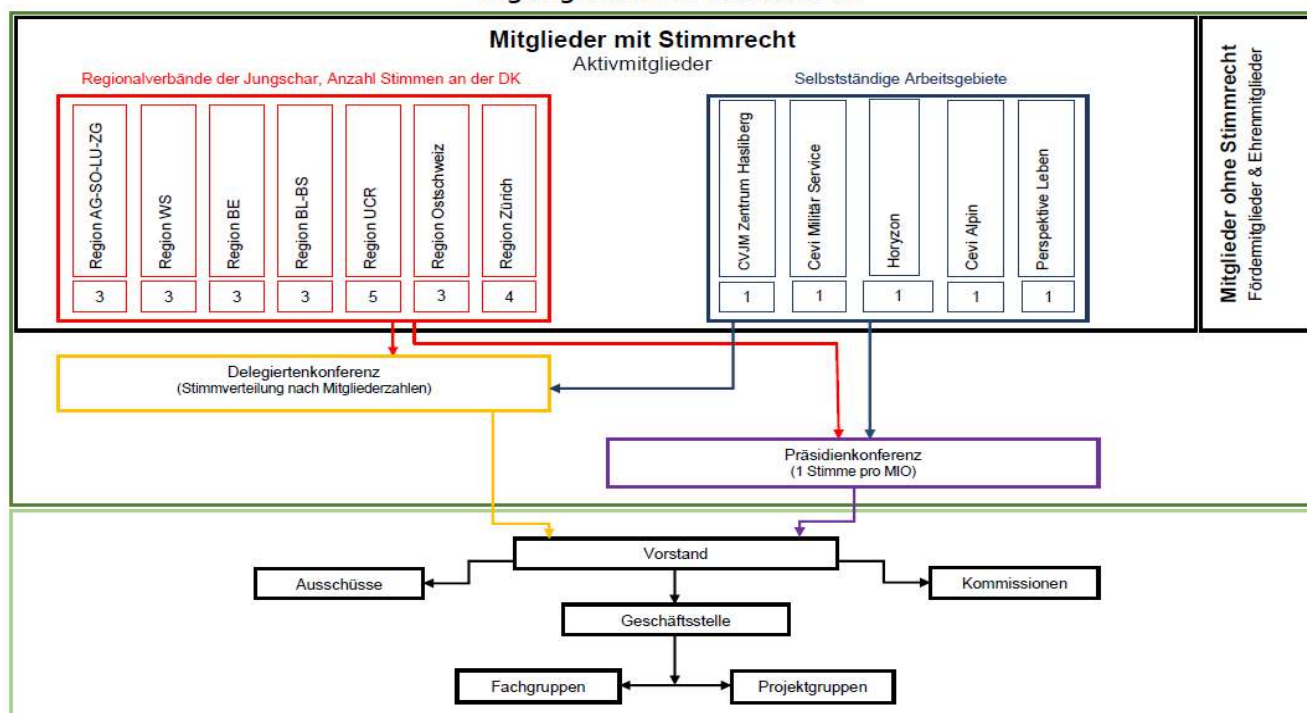 Mitglieder mit Stimmrecht
Aktivmitglieder
Regionalverbände der Jungschar, Anzahl Stimmen an der DK
Selbstständige Arbeitsgebiete
Region AG-SO-LU-ZG
Region WS
Region BE
Region BL-BS
Region UCR
Region Ostschweiz
Region Zürich
3
3
3
3
5
3
4
CVJM Zentrum Hasliberg
Cevi Militär Service
Horyzon
Cevi Alpin
Perspektive Leben
1
1
1
1
1
Mitglieder ohne Stimmrecht
Fördermitglieder & Ehrenmitglieder
Delegiertenkonferenz
(Stimmverteilung nach Mitgliederzahlen)
Präsidienkonferenz
(1 Stimme pro MIO)
Vorstand
Ausschüsse
Kommissionen
Geschäftsstelle
Fachgruppen
Projektgruppen